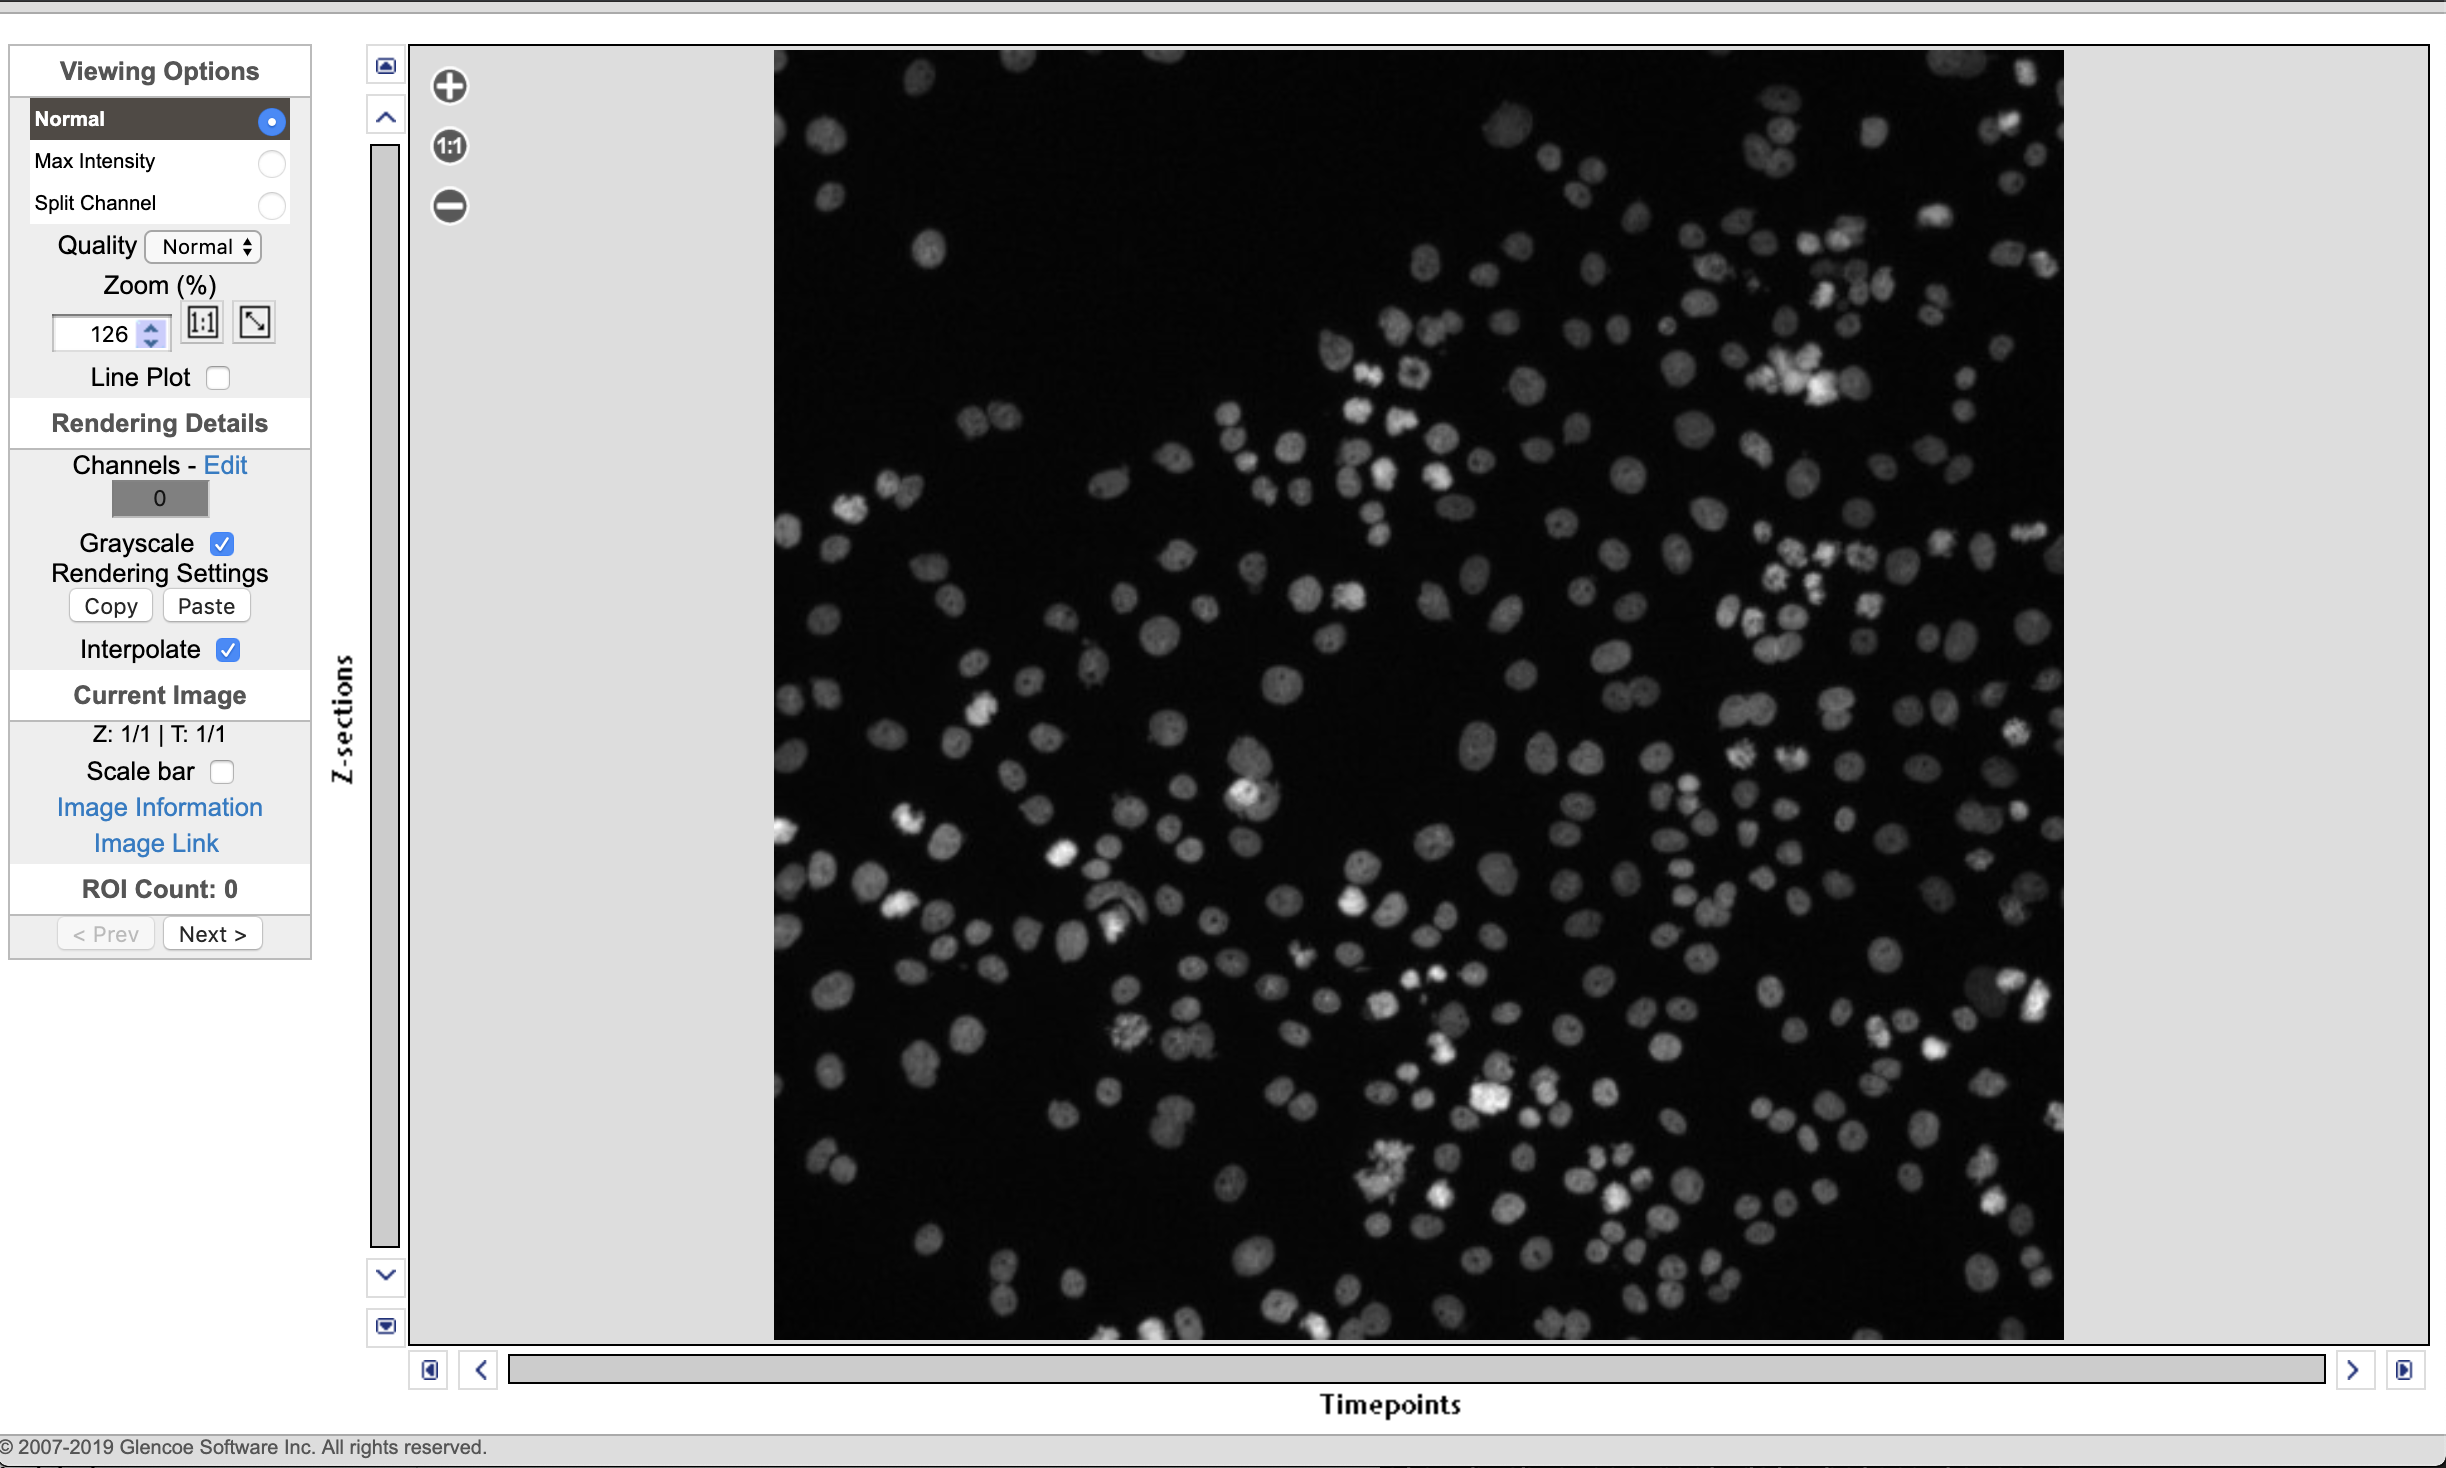 Viewing Options
Normal
Max Intensity
Split Channel
Quality Normal
Zoom (%)
126 1:1
Line Plot
Rendering Details
Channels - Edit
0
Grayscale
Rendering Settings
Copy Paste
Interpolate
Current Image
Z: 1/1 | T: 1/1
Scale bar
Image Information
Image Link
ROI Count: 0
< Prev Next >
Z-sections
1:1
Timepoints
© 2007-2019 Glencoe Software Inc. All rights reserved.